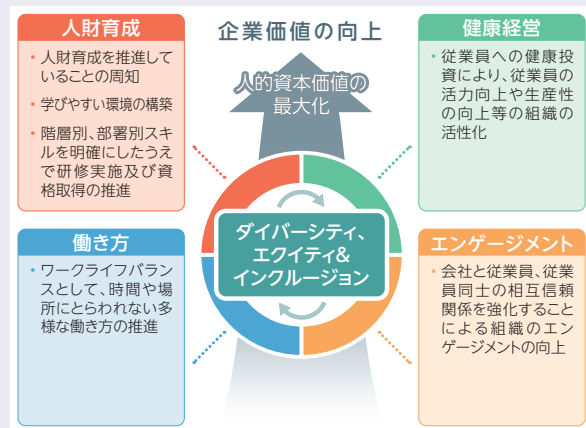 人財育成
・人財育成を推進して
いることの周知
・学びやすい環境の構築
・階層別、部署別スキ
ルを明確にしたうえ
で研修実施及び資
格取得の推進
企業価値の向上
人的資本価値の
最大化
健康経営
・従業員への健康投
資により、従業員の
活力向上や生産性
の向上等の組織の
活性化
ダイバーシティ、
エクイティ&
インクルージョン
働き方
・ワークライフバラン
スとして、時間や場
所にとらわれない多
様な働き方の推進
エンゲージメント
・会社と従業員、従業
員同士の相互信頼
関係を強化すること
による組織のエン
ゲージメントの向上